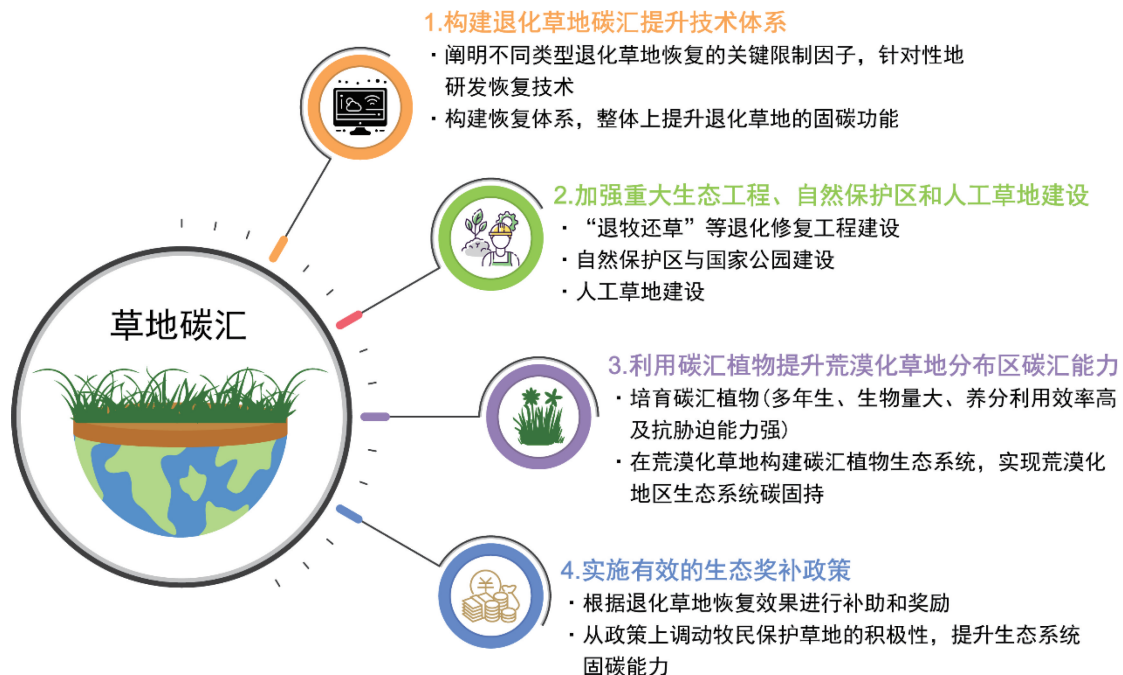 1.构建退化草地碳汇提升技术体系
·阐明不同类型退化草地恢复的关键限制因子，针对性地
研发恢复技术
·构建恢复体系，整体上提升退化草地的固碳功能
2.加强重大生态工程、自然保护区和人工草地建设
·“退牧还草”等退化修复工程建设
·自然保护区与国家公园建设
·人工草地建设
草地碳汇
3.利用碳汇植物提升荒漠化草地分布区碳汇能力
·培育碳汇植物(多年生、生物量大、养分利用效率高
及抗胁迫能力强)
·在荒漠化草地构建碳汇植物生态系统，实现荒漠化
地区生态系统碳固持
4.实施有效的生态奖补政策
·根据退化草地恢复效果进行补助和奖励
·从政策上调动牧民保护草地的积极性，提升生态系统
固碳能力
¥